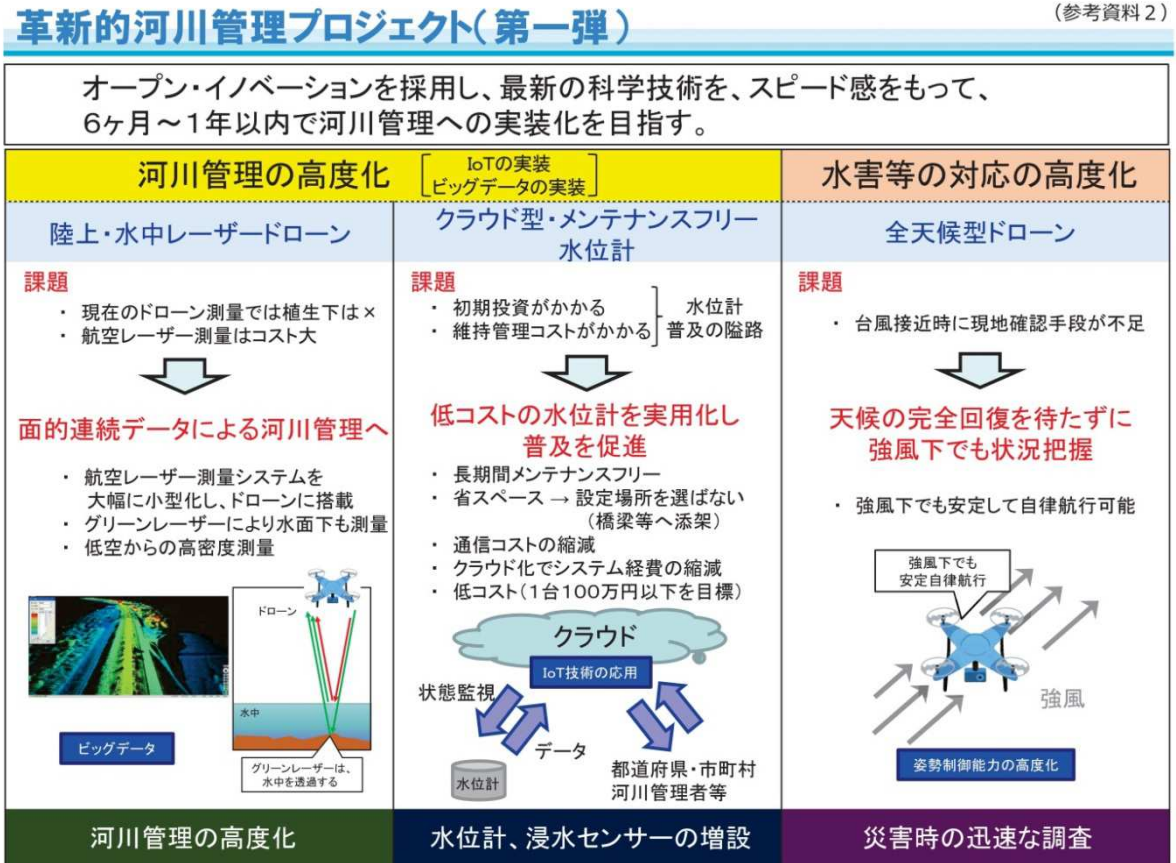 (参考資料2)
革新的河川管理プロジェクト(第一弾)
オープン・イノベーションを採用し、最新の科学技術を、スピード感をもって、
6ヶ月~1年以内で河川管理への実装化を目指す。
河川管理の高度化
IoTの実装
ビッグデータの実装
水害等の対応の高度化
陸上・水中レーザードローン
課題
・ 現在のドローン測量では植生下は×
・ 航空レーザー測量はコスト大
面的連続データによる河川管理へ
・ 航空レーザー測量システムを
大幅に小型化し、ドローンに搭載
・ グリーンレーザーにより水面下も測量
・ 低空からの高密度測量
ドローン
水中
ビッグデータ
グリーンレーザーは、
水中を透過する
河川管理の高度化
クラウド型・メンテナンスフリー
水位計
課題
・ 初期投資がかかる
・ 維持管理コストがかかる
水位計
普及の隘路
低コストの水位計を実用化し
普及を促進
・ 長期間メンテナンスフリー
・ 省スペース → 設定場所を選ばない
(橋梁等へ添架)
・ 通信コストの縮減
・ クラウド化でシステム経費の縮減
・ 低コスト(1台100万円以下を目標)
クラウド
IoT技術の応用
状態監視
データ
水位計
都道府県・市町村
河川管理者等
水位計、浸水センサーの増設
全天候型ドローン
課題
・ 台風接近時に現地確認手段が不足
天候の完全回復を待たずに
強風下でも状況把握
・ 強風下でも安定して自律航行可能
強風下でも
安定自律航行
強風
姿勢制御能力の高度化
災害時の迅速な調査